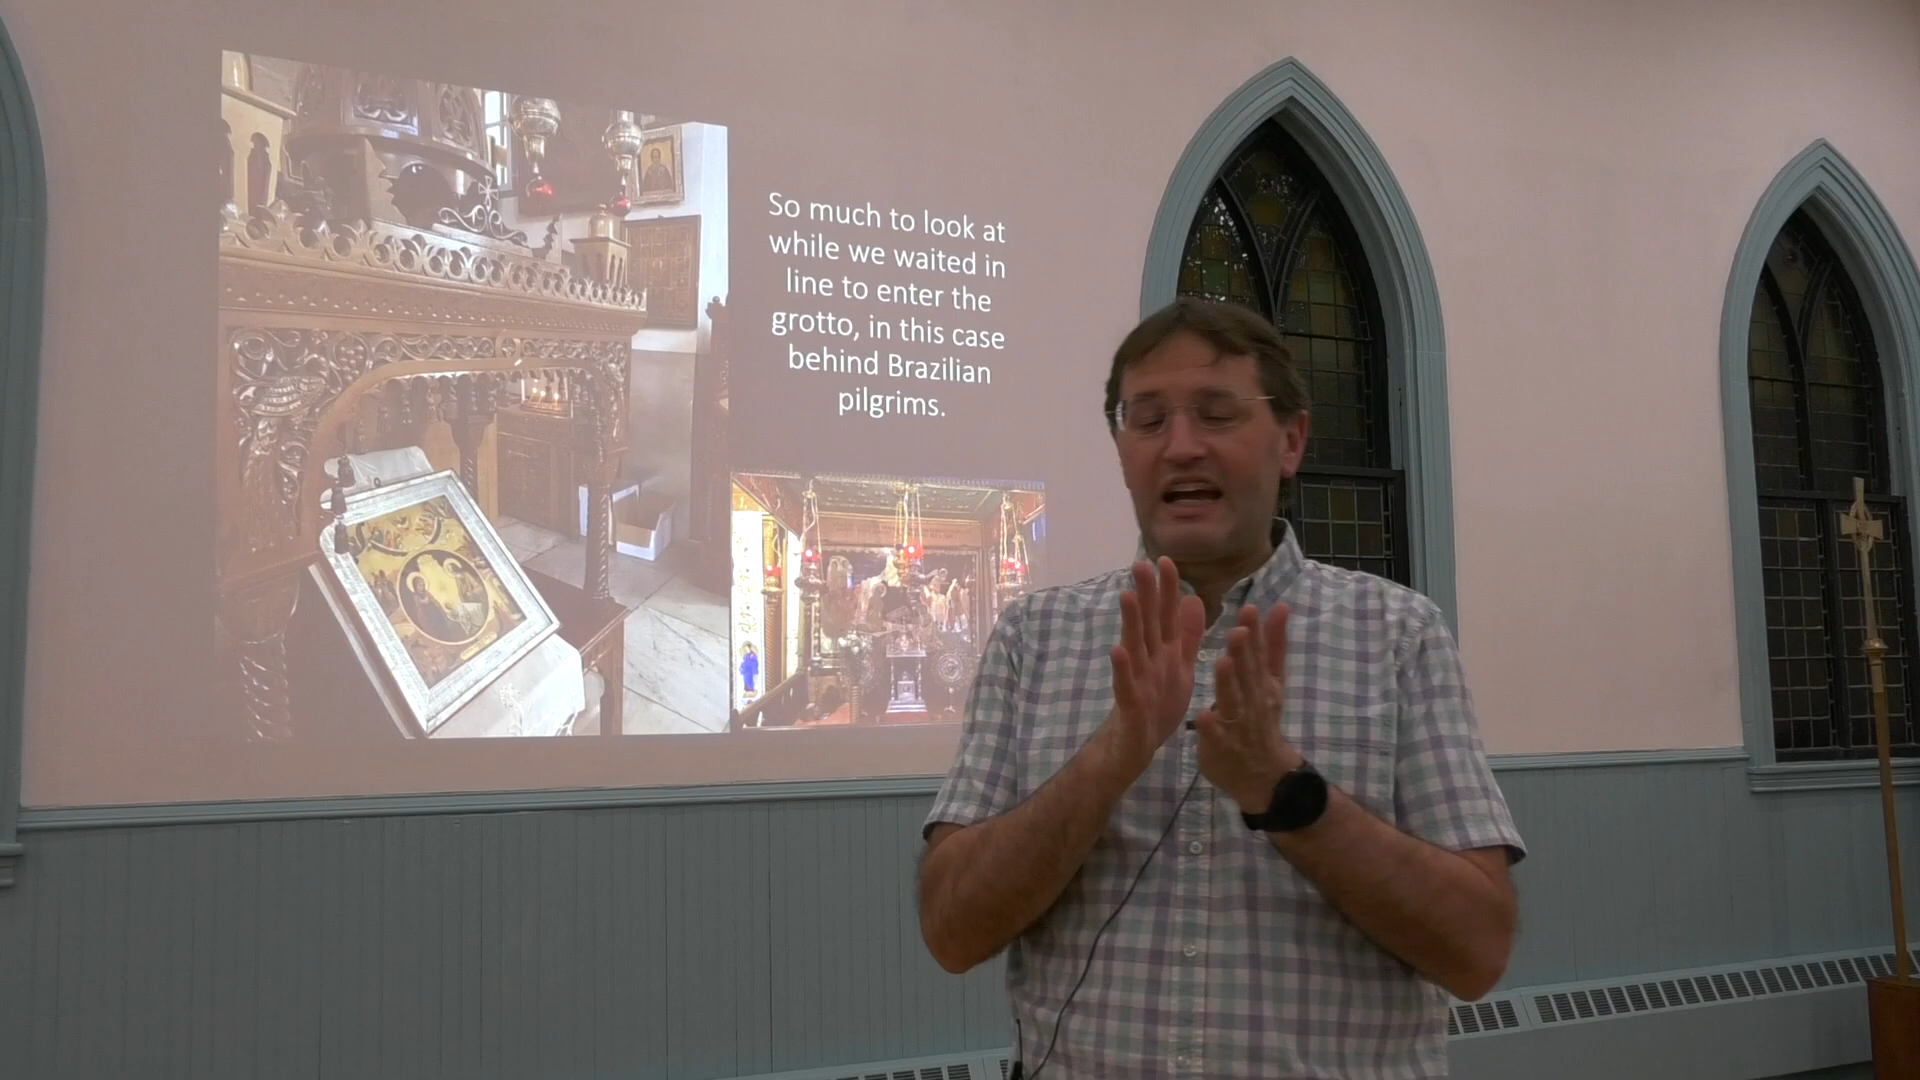 So much to look at
while we waited in
line to enter the
grotto, in this case
behind Brazilian
pilgrims.